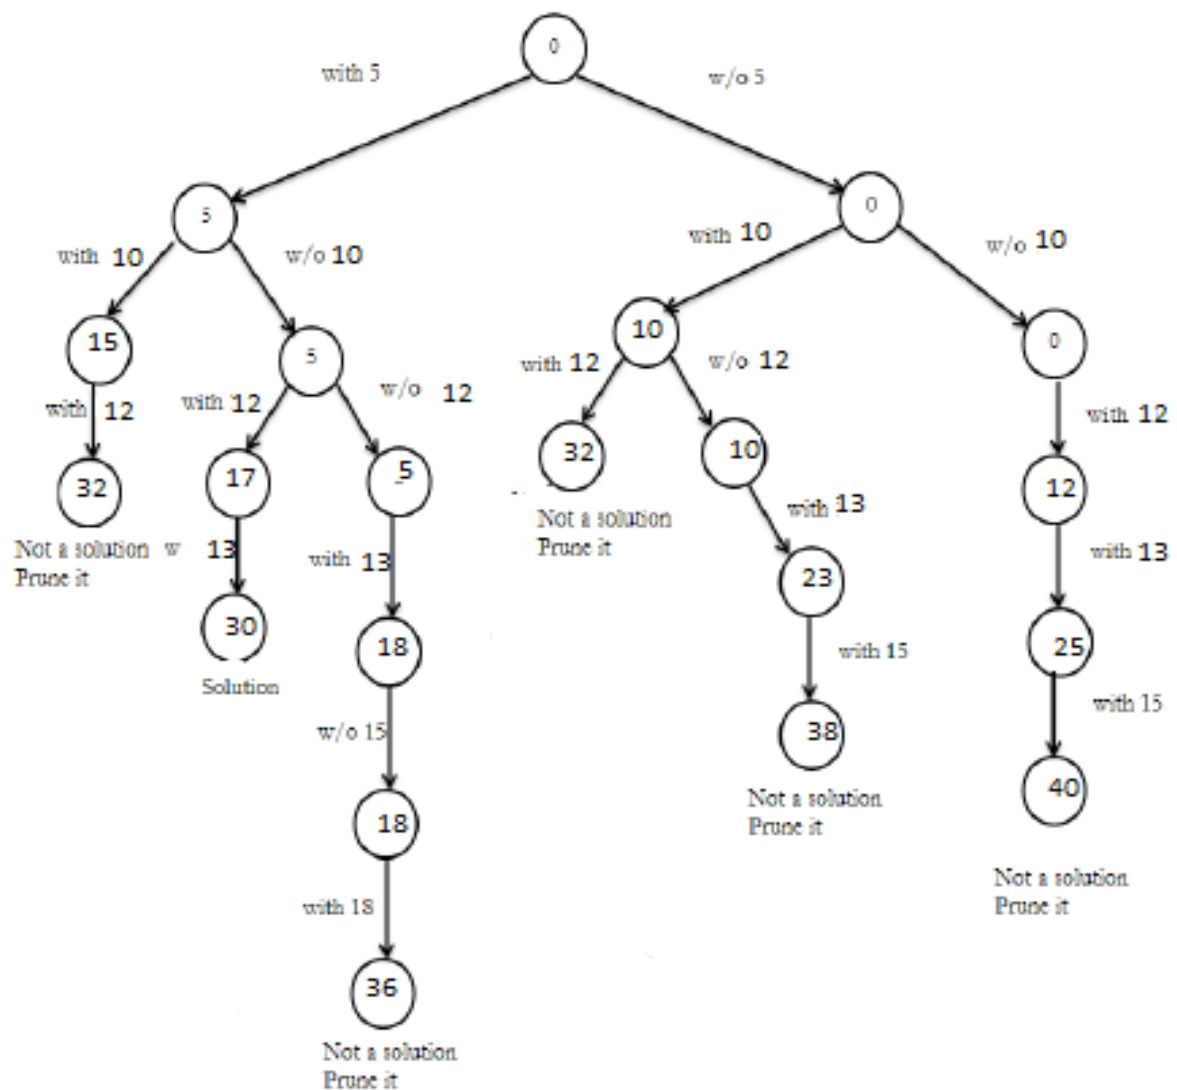 0
with 5
w/o 5
5
0
with 10
w/o 10
with 10
w/o 10
15
5
10
0
with 12
with 12
w/o 12
with 12
w/o 12
with 12
32
17
5
32
10
12
Not a solution
Prune it
w 13
with 13
Not a solution
Prune it
with 13
with 13
30
Solution
18
23
25
w/o 15
with 15
with 15
18
38
Not a solution
Prune it
40
Not a solution
Prune it
with 18
36
Not a solution
Prune it